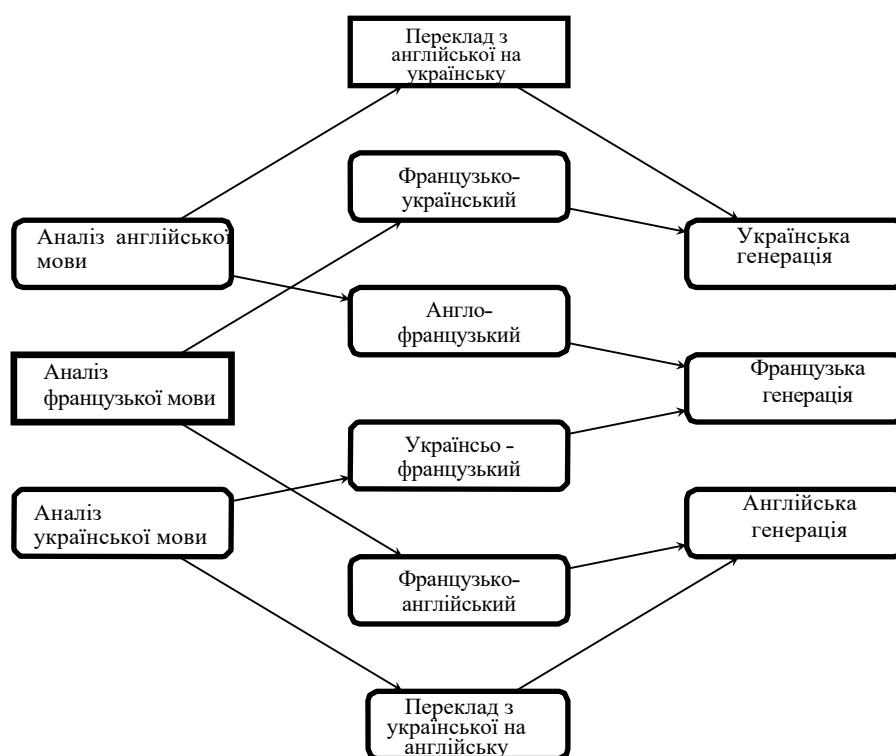 Переклад з
англійської на
українську
Французько-
український
Аналіз англійської
мови
Українська
генерація
Англо-
французький
Аналіз
французької мови
Французька
генерація
Українсьо -
французький
Аналіз
української мови
Англійська
генерація
Французько-
англійський
Переклад з
української на
англійську